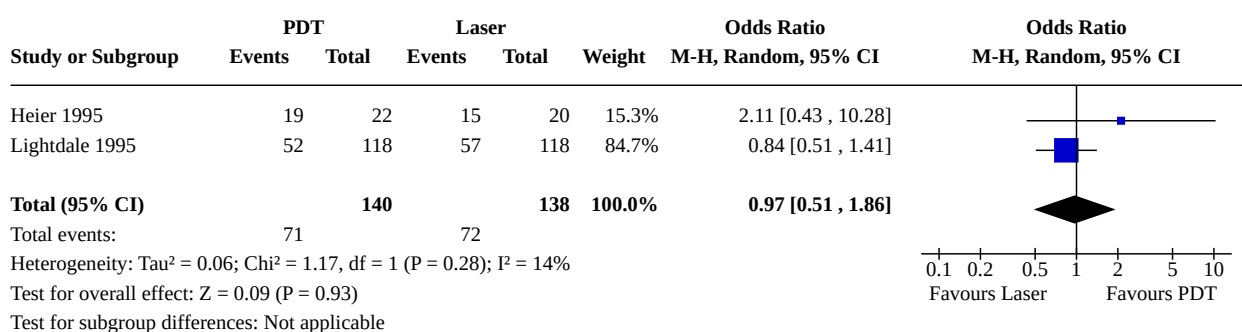 PDT Laser Odds Ratio Odds Ratio
Study or Subgroup Events Total Events Total Weight M-H, Random, 95% CI M-H, Random, 95% CI
Heier 1995 19 22 15 20 15.3% 2.11 [0.43 , 10.28]
Lightdale 1995 52 118 57 118 84.7% 0.84 [0.51 , 1.41]
Total (95% CI) 140 138 100.0% 0.97 [0.51 , 1.86]
Total events: 71 72
Heterogeneity: Tau² = 0.06; Chi² = 1.17, df = 1 (P = 0.28); I² = 14%
0.1 0.2 0.5 1 2 5 10
Test for overall effect: Z = 0.09 (P = 0.93)
Favours Laser Favours PDT
Test for subgroup differences: Not applicable